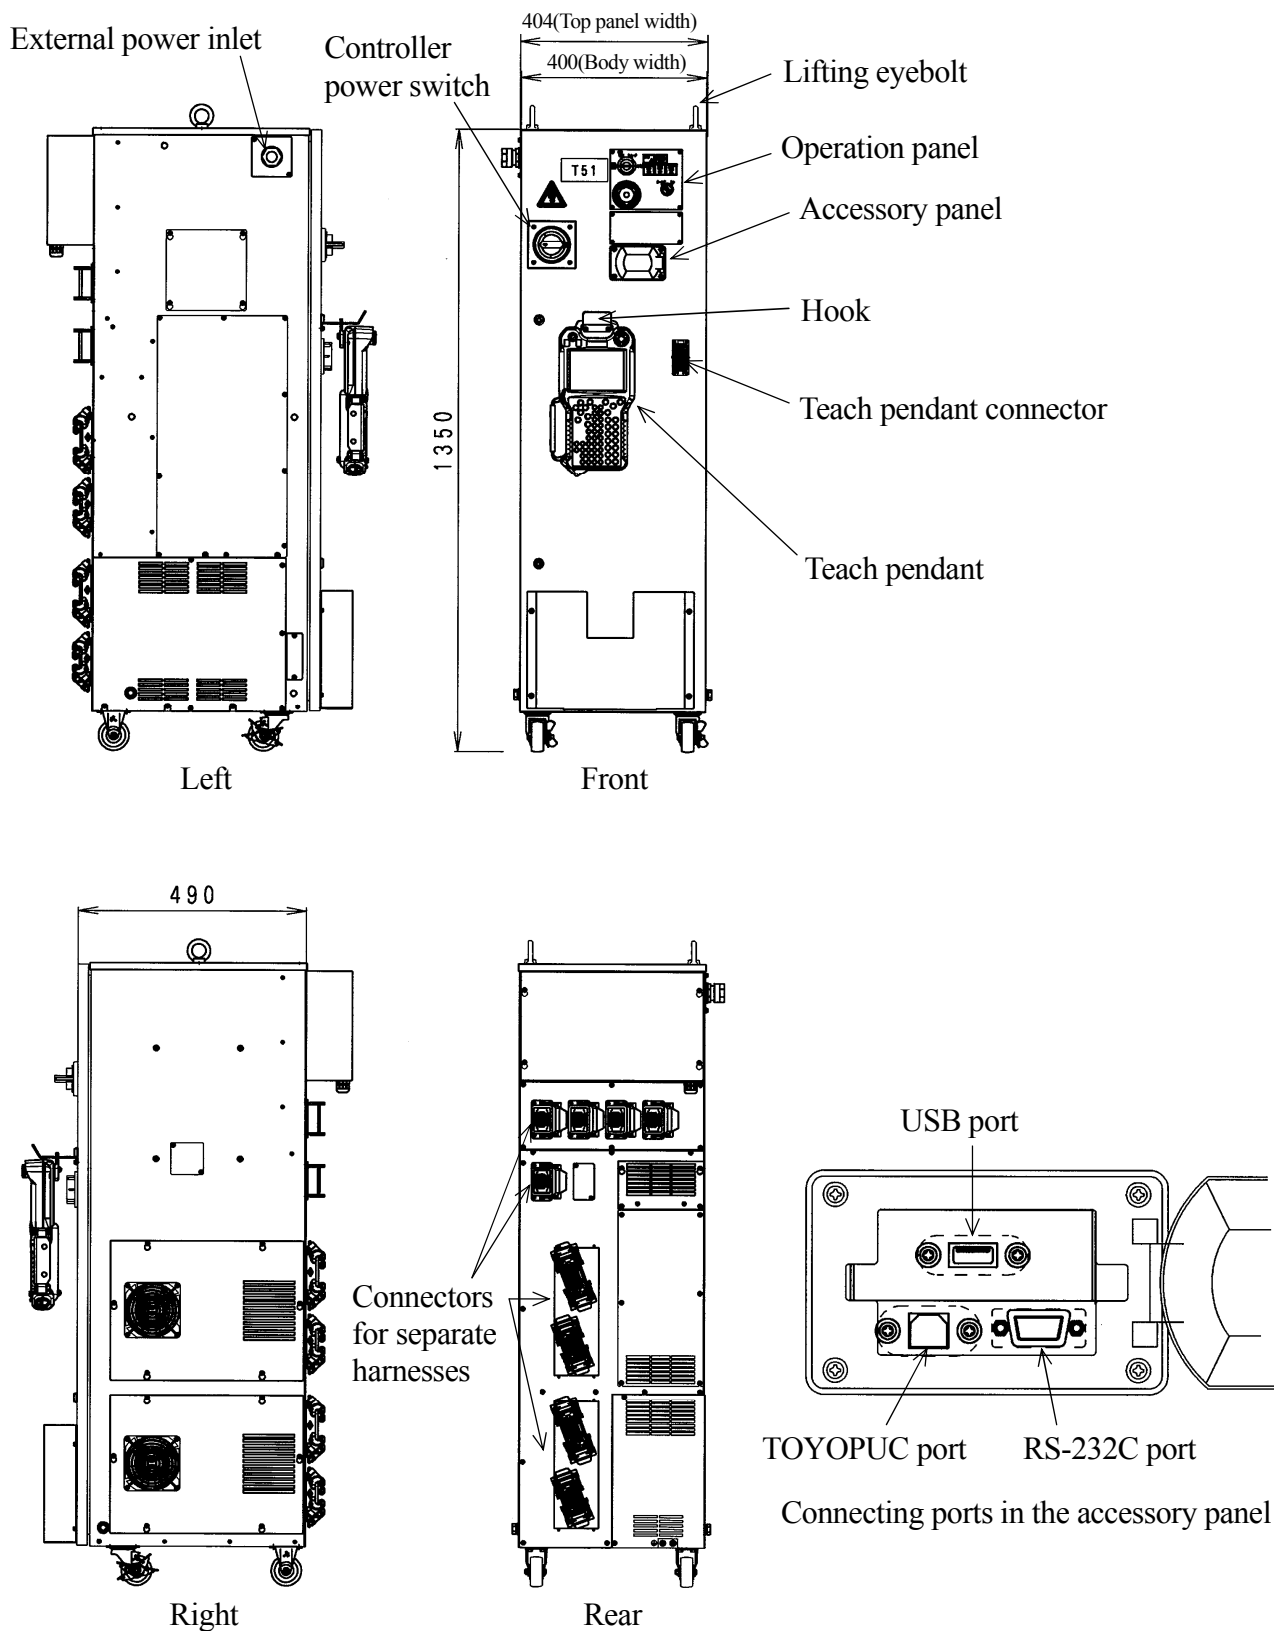 404(Top panel width)
400(Body width)
External power inlet
Controller
power switch
Lifting eyebolt
Operation panel
T51
Accessory panel
Hook
Teach pendant connector
1350
Teach pendant
Left
Front
490
USB port
Connectors
for separate
harnesses
TOYOPUC port
RS-232C port
Connecting ports in the accessory panel
Right
Rear